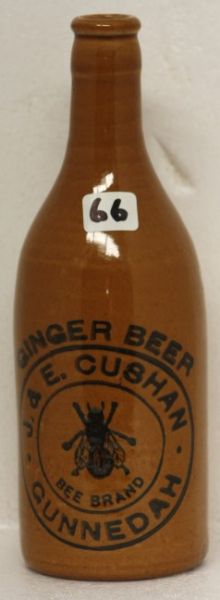 66
GINGER BEER
J. & E. CUSHAN
BEE BRAND
GUNNEDAH